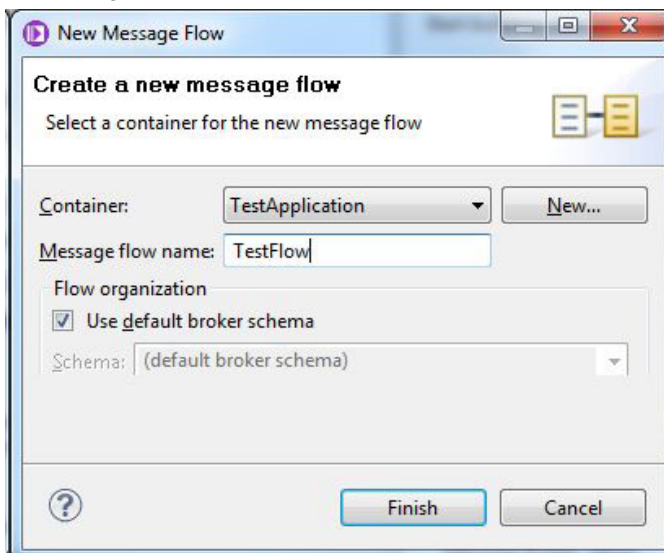 New Message Flow
Create a new message flow
Select a container for the new message flow
Container: TestApplication New...
Message flow name: TestFlow
Flow organization
Use default broker schema
Schema: (default broker schema)
Finish Cancel